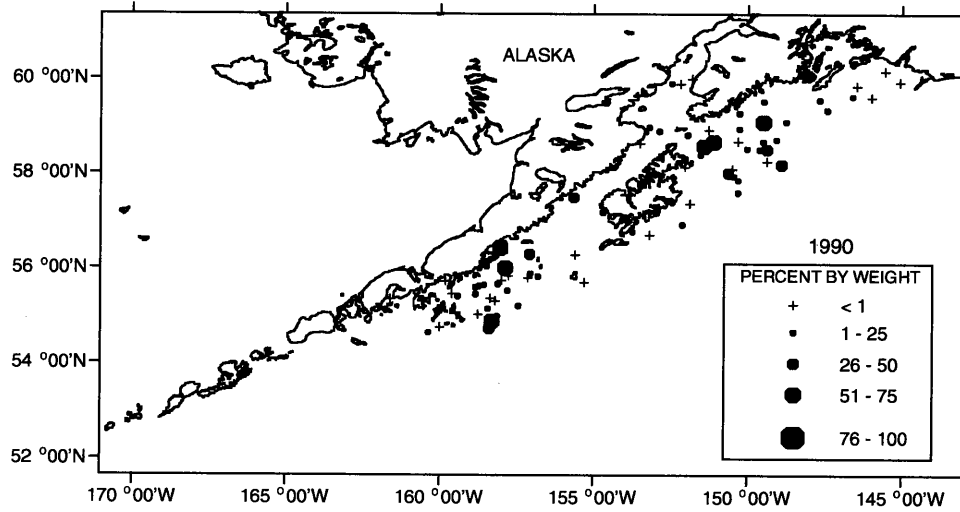 ALASKA
60 °00'N
58 °00'N
56 °00'N
54 °00'N
52 °00'N
1990
PERCENT BY WEIGHT
+ < 1
1 - 25
26 - 50
51 - 75
76 - 100
170 °00'W 165 °00'W 160 °00'W 155 °00'W 150 °00'W 145 °00'W